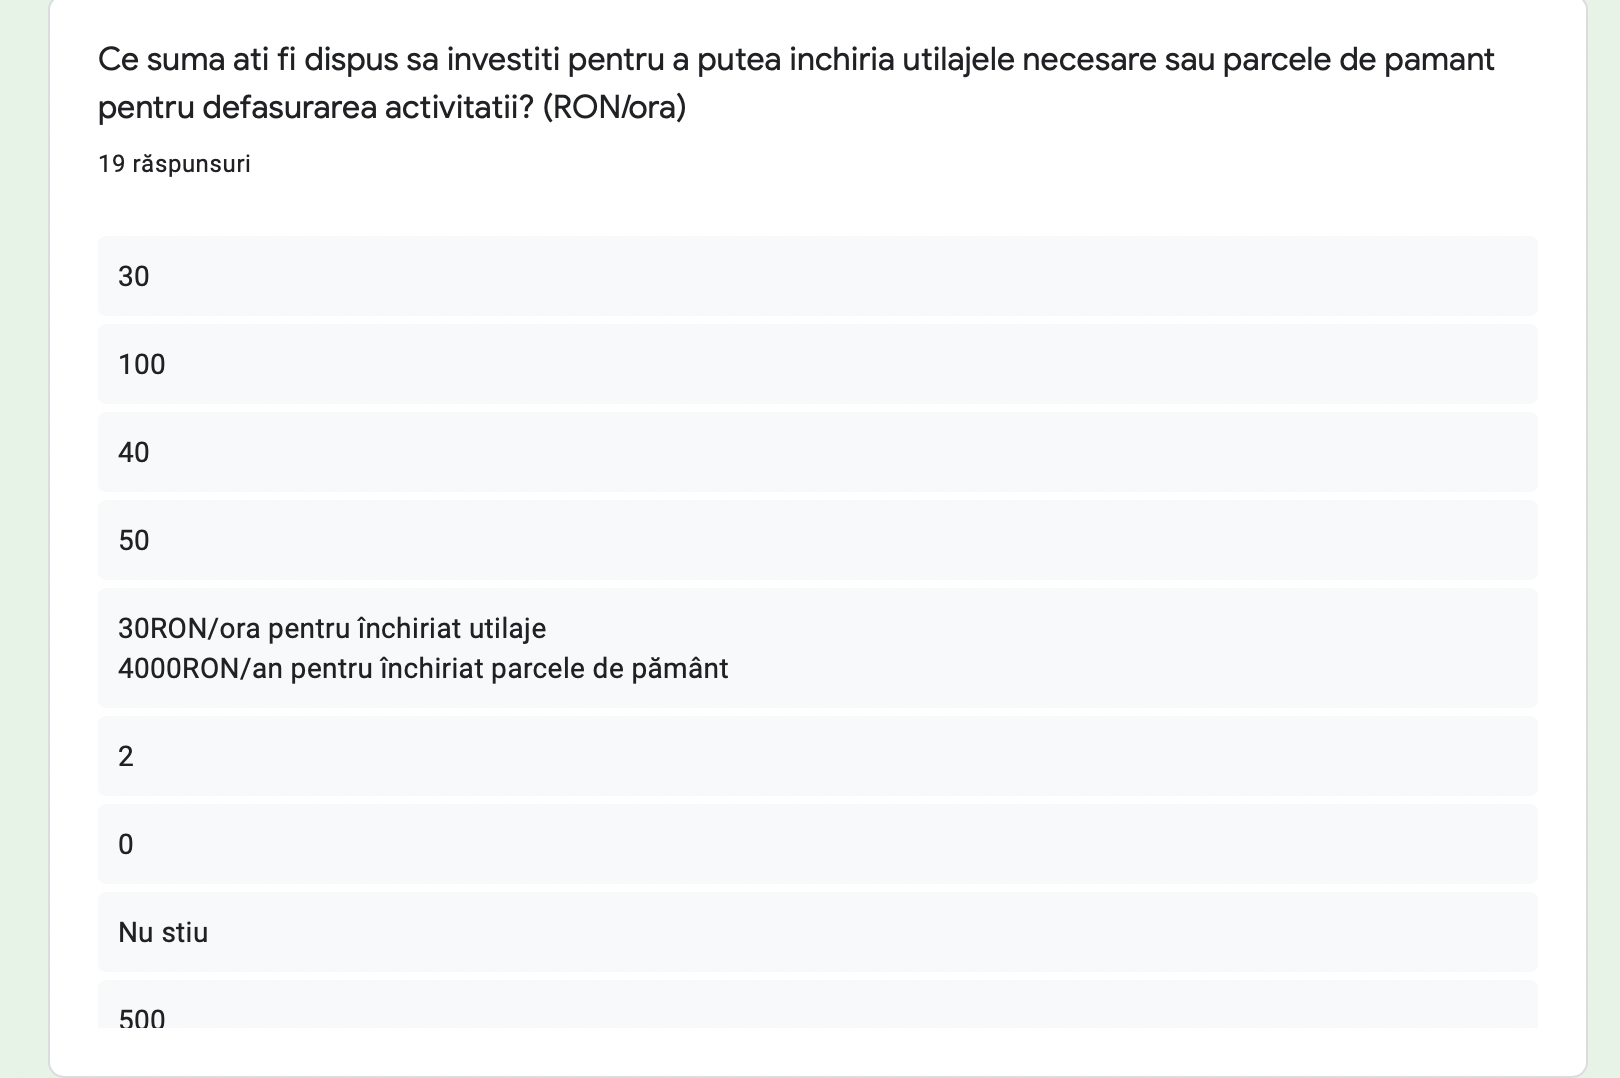 Ce suma ati fi dispus sa investiti pentru a putea inchiria utilajele necesare sau parcele de pamant
pentru defasurarea activitatii? (RON/ora)
19 răspunsuri
30
100
40
50
30RON/ora pentru închiriat utilaje
4000RON/an pentru închiriat parcele de pământ
2
0
Nu stiu
500